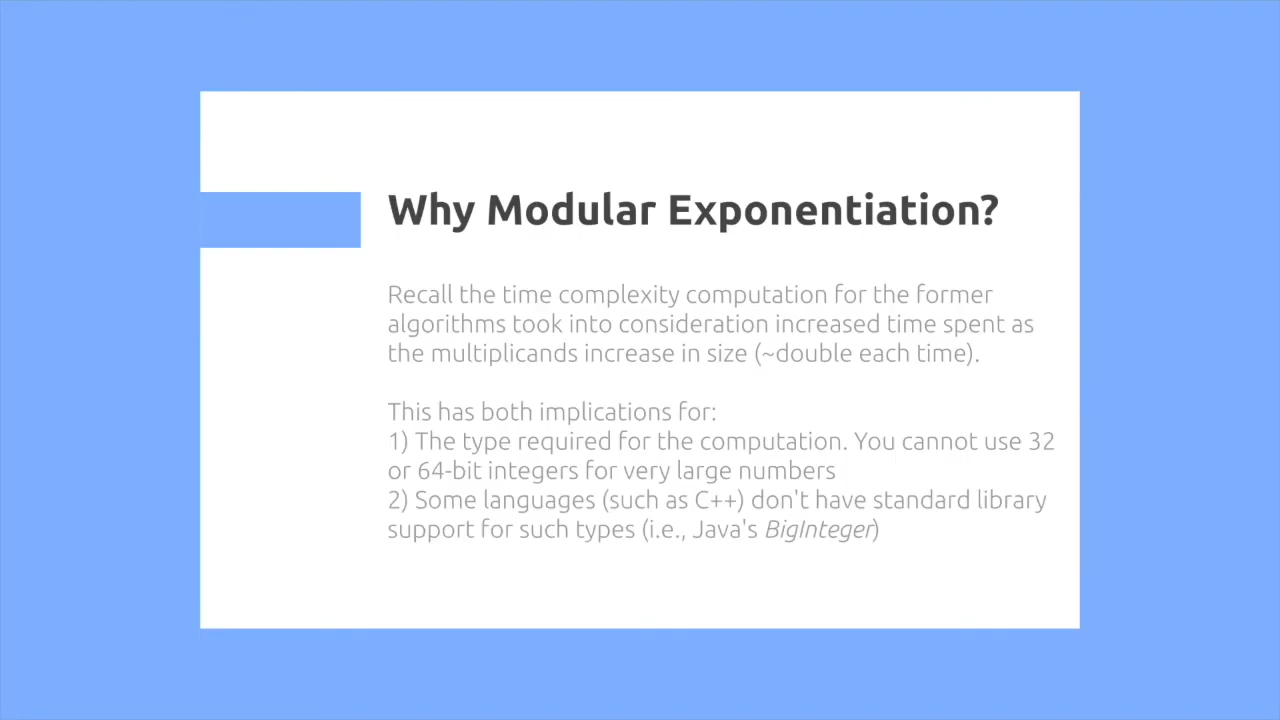 Why Modular Exponentiation?
Recall the time complexity computation for the former
algorithms took into consideration increased time spent as
the multiplicands increase in size (~double each time).
This has both implications for:
1) The type required for the computation. You cannot use 32
or 64-bit integers for very large numbers
2) Some languages (such as C++) don't have standard library
support for such types (i.e., Java's BigInteger)